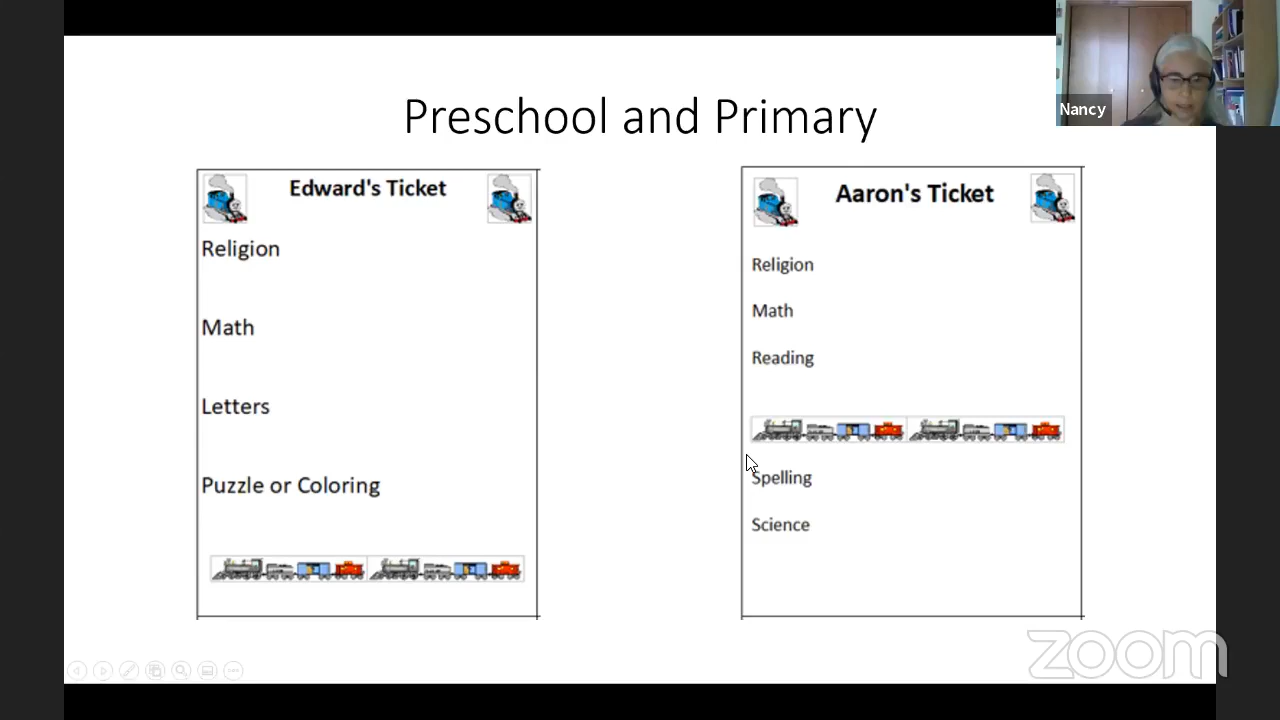 Preschool and Primary
Nancy
Edward's Ticket
Religion
Math
Letters
Puzzle or Coloring
Aaron's Ticket
Religion
Math
Reading
Spelling
Science
zoom